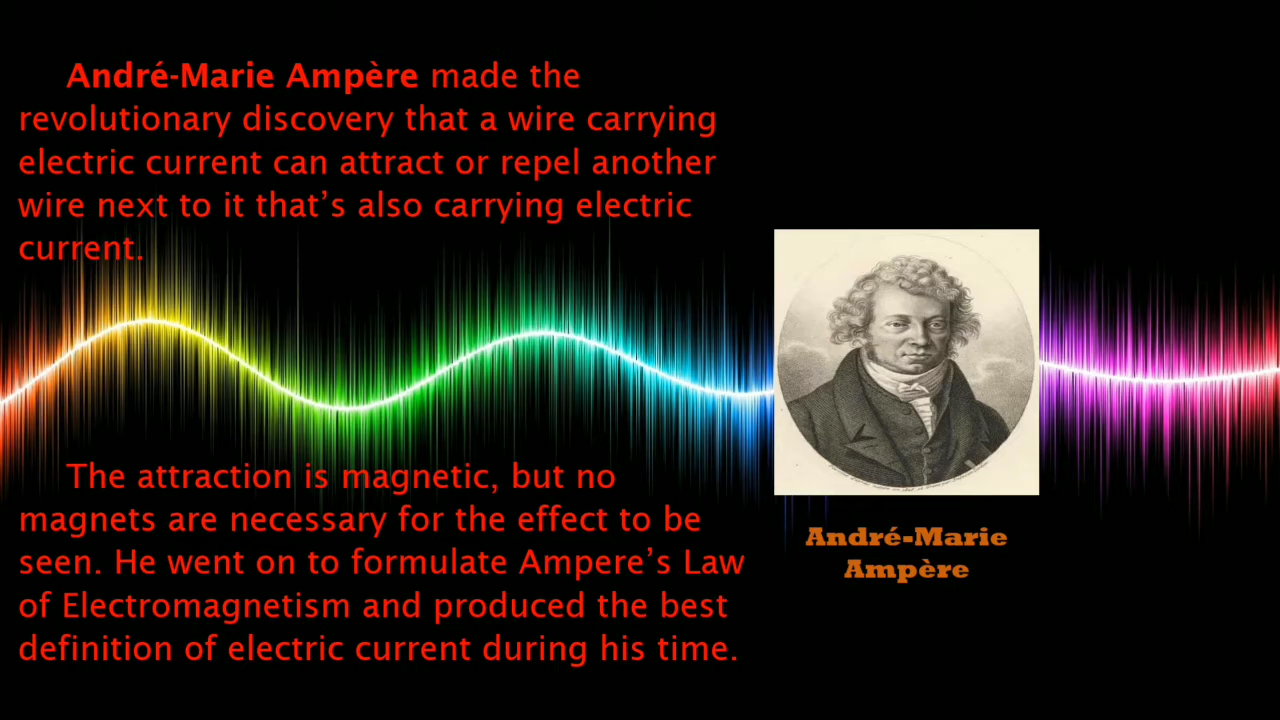 André-Marie Ampère made the
revolutionary discovery that a wire carrying
electric current can attract or repel another
wire next to it that’s also carrying electric
current.
The attraction is magnetic, but no
magnets are necessary for the effect to be
seen. He went on to formulate Ampere’s Law
of Electromagnetism and produced the best
definition of electric current during his time.
André-Marie
Ampère